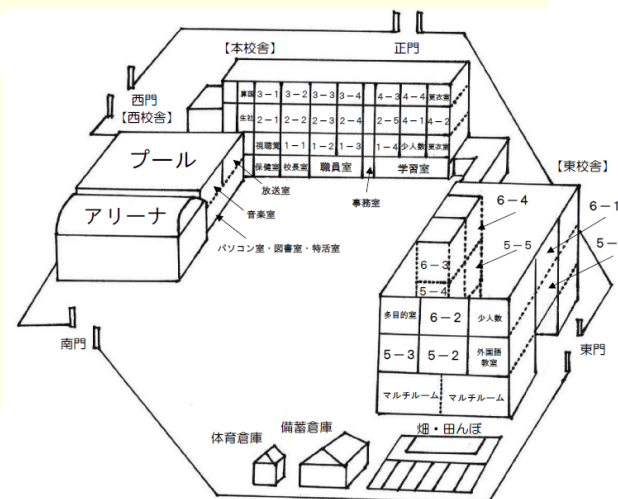 【本校舎】
正門
西門
【西校舎】
算国 3－1 3－2 3－3 3－4 4－3 4－4 更衣室
生社 2－1 2－2 2－3 2－4 2－5 4－1 4－2
視聴覚 1－1 1－2 1－3 1－4 少人数 更衣室
保健室 校長室 職員室 学習室
プール
アリーナ
放送室
音楽室
事務室
パソコン室・図書室・特活室
【東校舎】
6－4
6－1
5－5
5－
6－3
5－4
多目的室 6－2 少人数
5－3 5－2 外国語
教室
マルチルーム マルチルーム
南門
東門
体育倉庫
備蓄倉庫
畑・田んぼ